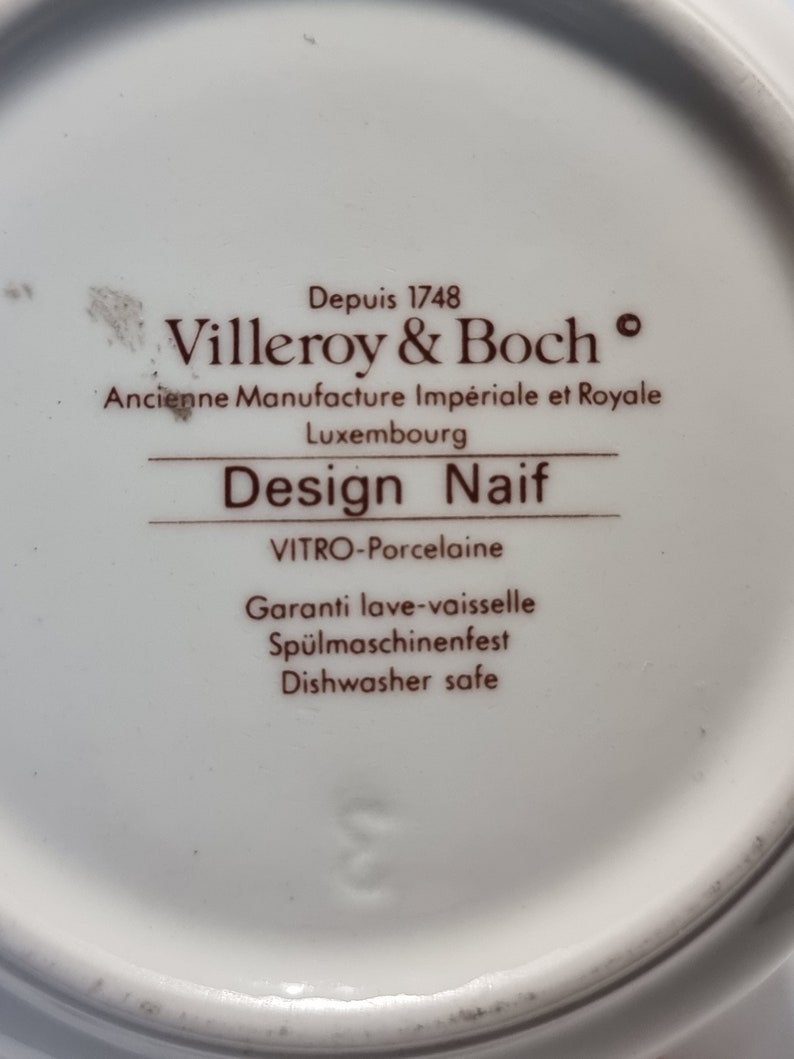 Depuis 1748
Villeroy & Boch ©
Ancienne Manufacture Impériale et Royale
Luxembourg
Design Naif
VITRO-Porcelaine
Garanti lave-vaisselle
Spülmaschinenfest
Dishwasher safe